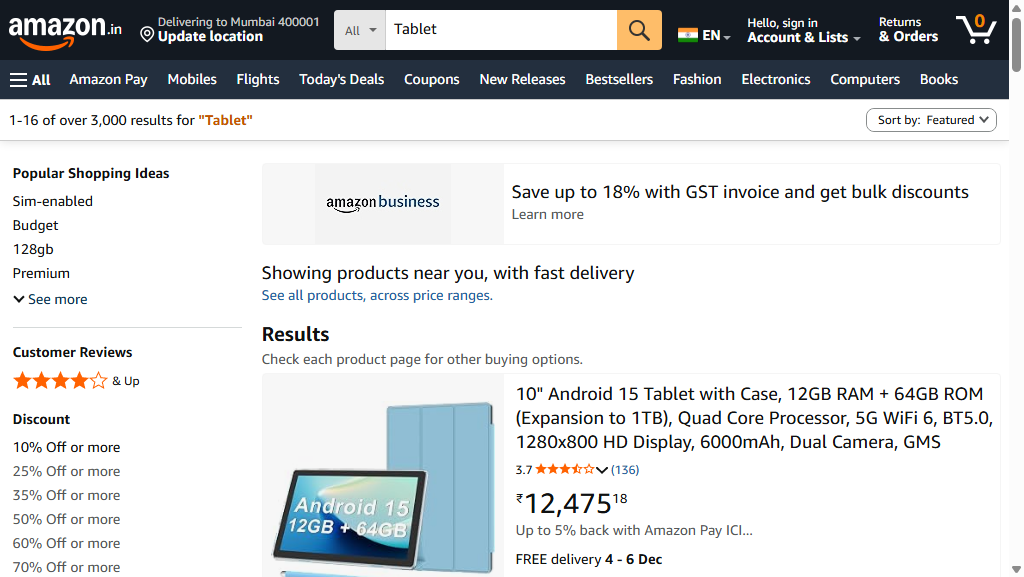 amazon.in
Delivering to Mumbai 400001
Update location
All
Tablet
EN
Hello, sign in
Account & Lists
Returns
& Orders
0
All
Amazon Pay
Mobiles
Flights
Today's Deals
Coupons
New Releases
Bestsellers
Fashion
Electronics
Computers
Books
1-16 of over 3,000 results for "Tablet"
Sort by: Featured
Popular Shopping Ideas
Sim-enabled
Budget
128gb
Premium
See more
Customer Reviews
& Up
Discount
10% Off or more
25% Off or more
35% Off or more
50% Off or more
60% Off or more
70% Off or more
amazon business
Save up to 18% with GST invoice and get bulk discounts
Learn more
Showing products near you, with fast delivery
See all products, across price ranges.
Results
Check each product page for other buying options.
Android 15
12GB + 64GB
10" Android 15 Tablet with Case, 12GB RAM + 64GB ROM
(Expansion to 1TB), Quad Core Processor, 5G WiFi 6, BT5.0,
1280x800 HD Display, 6000mAh, Dual Camera, GMS
3.7 (136)
₹12,47518
Up to 5% back with Amazon Pay ICI...
FREE delivery 4 - 6 Dec